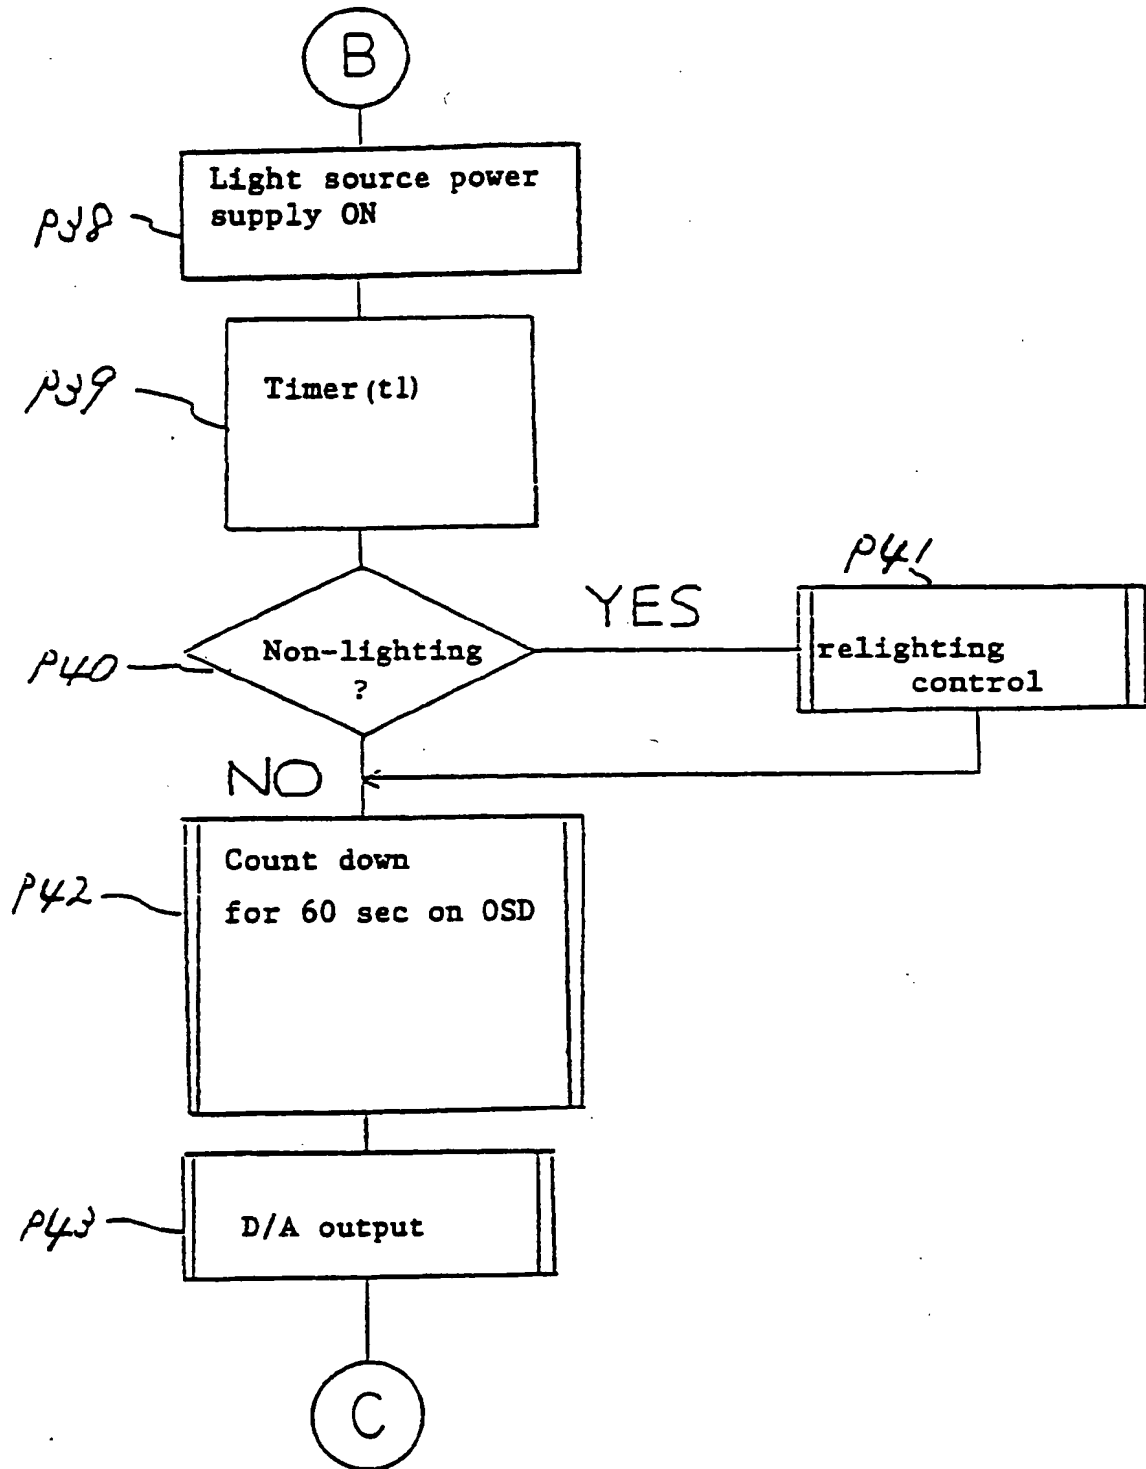 B
Light source power
supply ON
P38
Timer(t1)
P39
P41
YES
Non-lighting
?
P40
relighting
control
NO
Count down
for 60 sec on OSD
P42
D/A output
P43
C